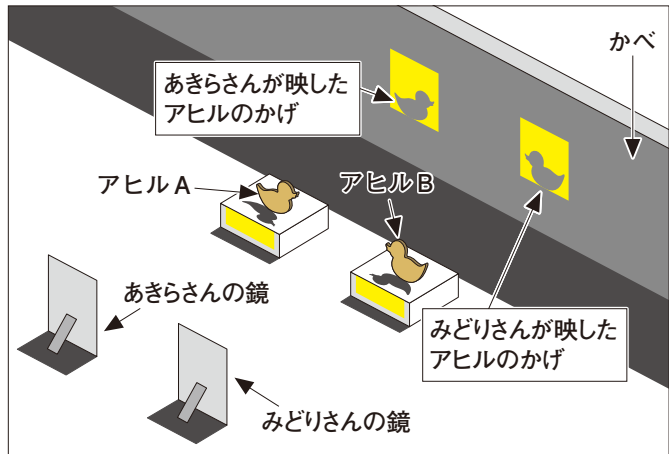 かべ
あきらさんが映した
アヒルのかげ
アヒルA
アヒルB
あきらさんの鏡
みどりさんが映した
アヒルのかげ
みどりさんの鏡